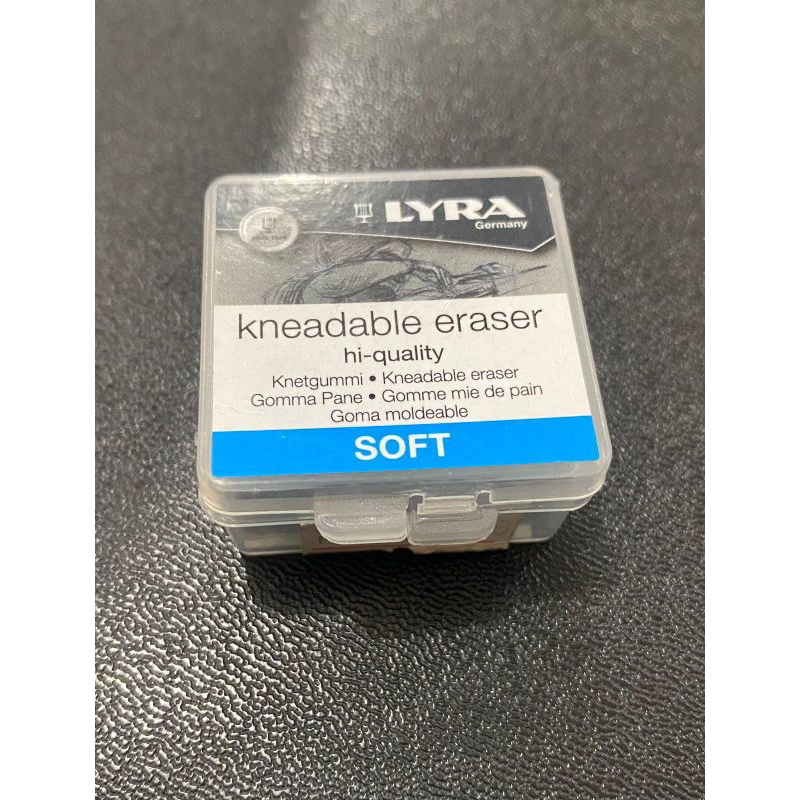 LYRA
Germany
kneadable eraser
hi-quality
Knetgummi • Kneadable eraser
Gomma Pane • Gomme mie de pain
Goma moldeable
SOFT